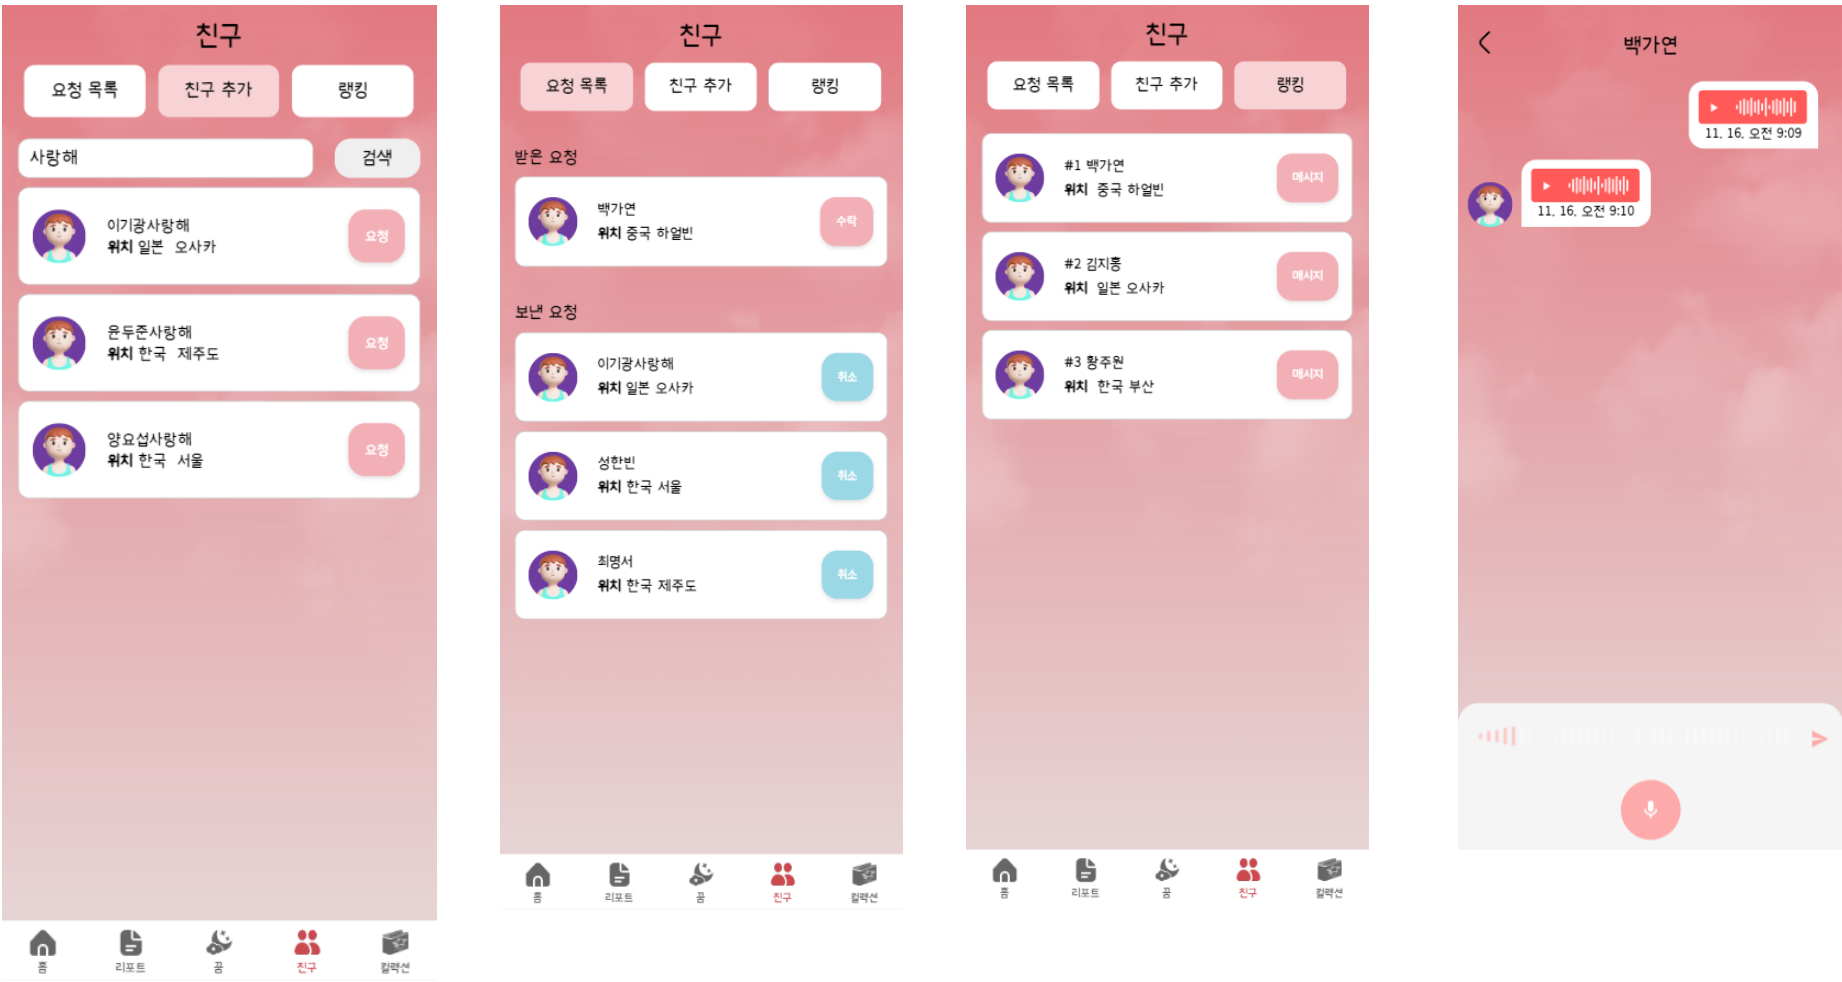 친구
요청 목록
친구 추가
랭킹
사랑해
검색
이기광사랑해
위치 일본 오사카
요청
윤두준사랑해
위치 한국 제주도
요청
양요섭사랑해
위치 한국 서울
요청
홈
리포트
꿈
친구
컬렉션
친구
요청 목록
친구 추가
랭킹
받은 요청
백가연
위치 중국 하얼빈
수락
보낸 요청
이기광사랑해
위치 일본 오사카
취소
성한빈
위치 한국 서울
취소
최명서
위치 한국 제주도
취소
홈
리포트
꿈
친구
컬렉션
친구
요청 목록
친구 추가
랭킹
#1 백가연
위치 중국 하얼빈
메시지
#2 김지홍
위치 일본 오사카
메시지
#3 황주원
위치 한국 부산
메시지
홈
리포트
꿈
친구
컬렉션
백가연
11. 16. 오전 9:09
11. 16. 오전 9:10